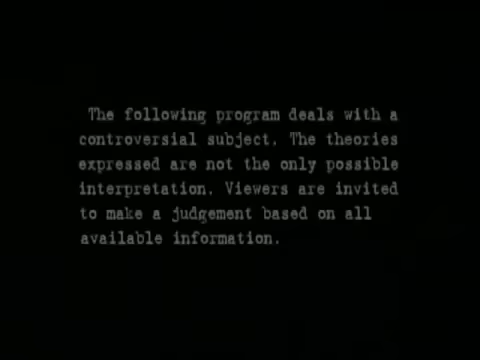 The following program deals with a
controversial subject. The theories
expressed are not the only possible
interpretation. Viewers are invited
to make a judgement based on all
available information.